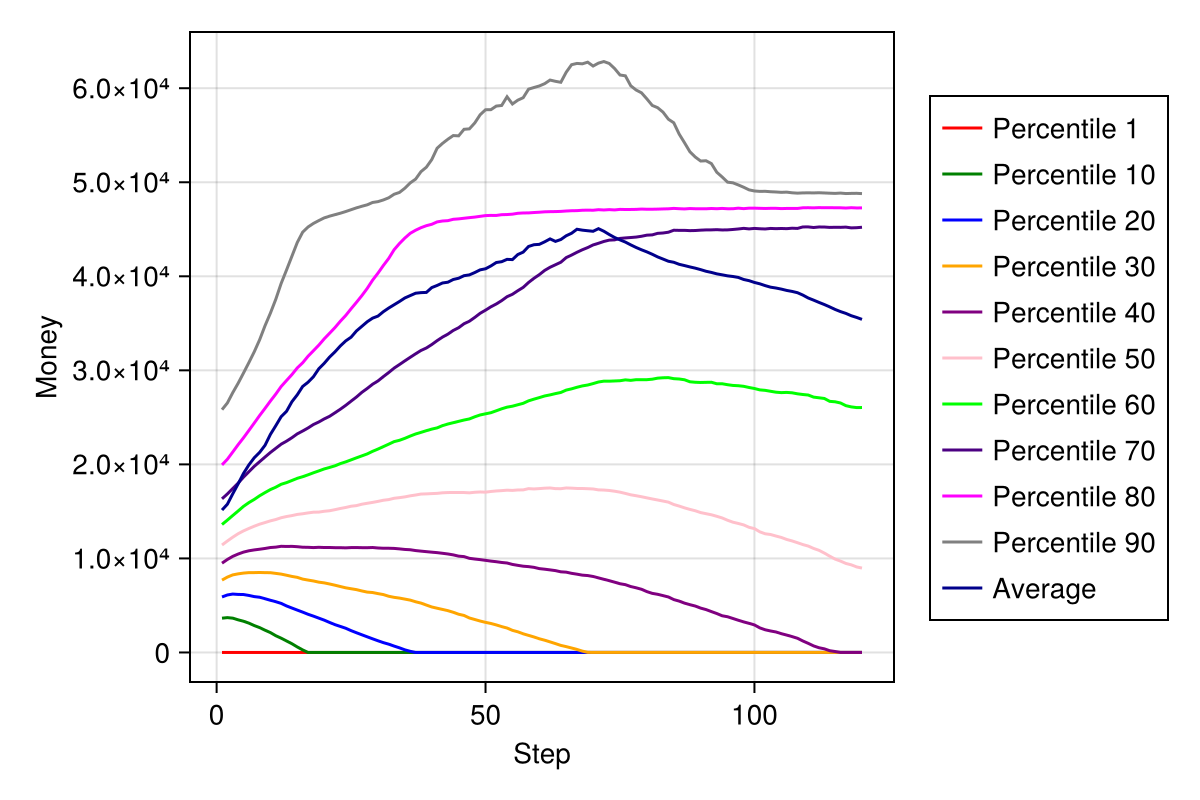 6.0×10⁴
5.0×10⁴
4.0×10⁴
3.0×10⁴
2.0×10⁴
1.0×10⁴
0
Money
0 50 100
Step
Percentile 1
Percentile 10
Percentile 20
Percentile 30
Percentile 40
Percentile 50
Percentile 60
Percentile 70
Percentile 80
Percentile 90
Average